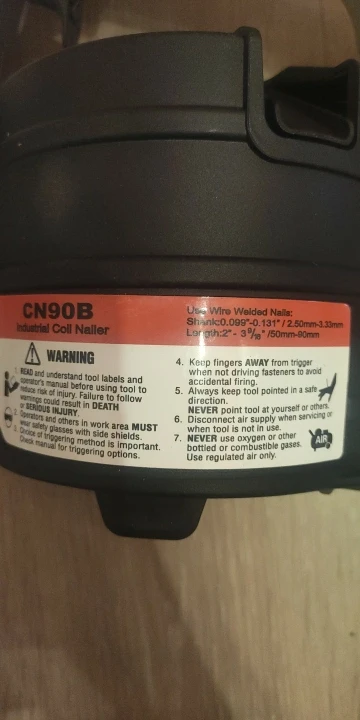 CN90B
Industrial Coil Nailer
Use Wire Welded Nails:
Shank:0.099"-0.131" / 2.50mm-3.33mm
Length:2" - 3 9/16" /50mm-90mm
WARNING
1. READ and understand tool labels and
operator's manual before using tool to
reduce risk of injury. Failure to follow
warnings could result in DEATH
or SERIOUS INJURY.
2. Operators and others in work area MUST
wear safety glasses with side shields.
3. Choice of triggering method is important.
Check manual for triggering options.
4. Keep fingers AWAY from trigger
when not driving fasteners to avoid
accidental firing.
5. Always keep tool pointed in a safe
direction.
NEVER point tool at yourself or others.
6. Disconnect air supply when servicing or
when tool is not in use.
7. NEVER use oxygen or other
bottled or combustible gases.
Use regulated air only.
AIR